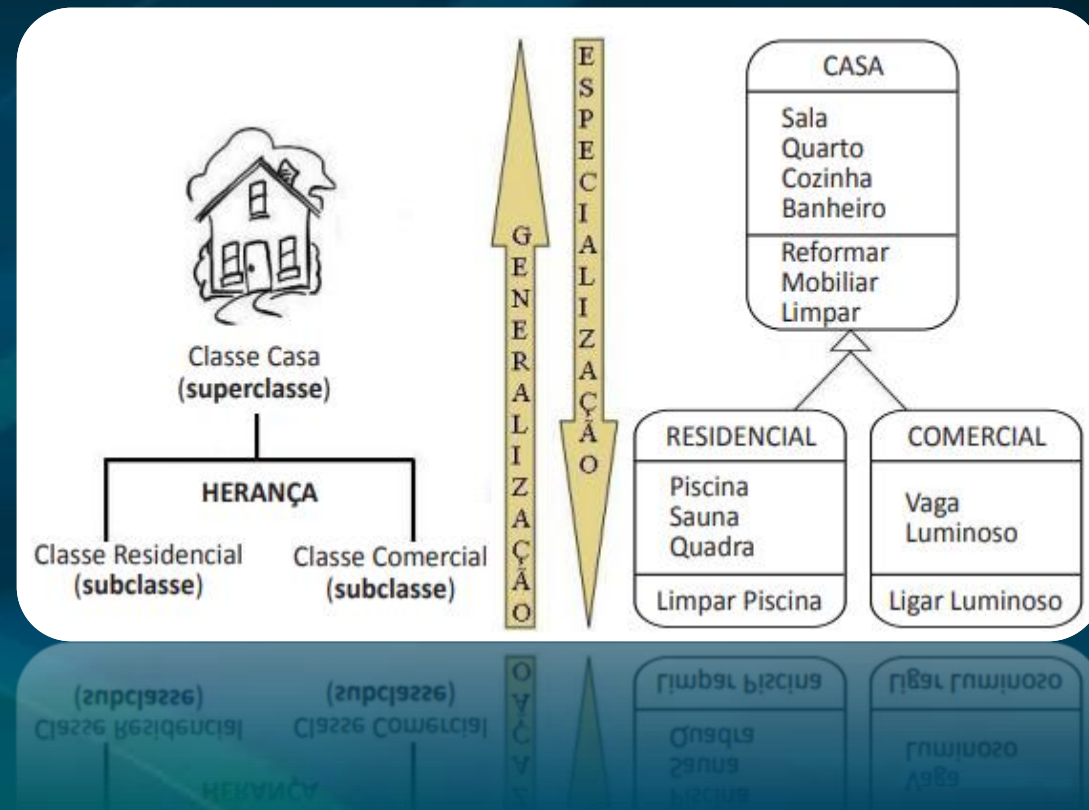 Classe Casa
(superclasse)
HERANÇA
Classe Residencial
(subclasse)
Classe Comercial
(subclasse)
GENERALIZAÇÃO
ESPECIALIZAÇÃO
CASA
Sala
Quarto
Cozinha
Banheiro
Reformar
Mobiliar
Limpar
RESIDENCIAL
Piscina
Sauna
Quadra
Limpar Piscina
COMERCIAL
Vaga
Luminoso
Ligar Luminoso